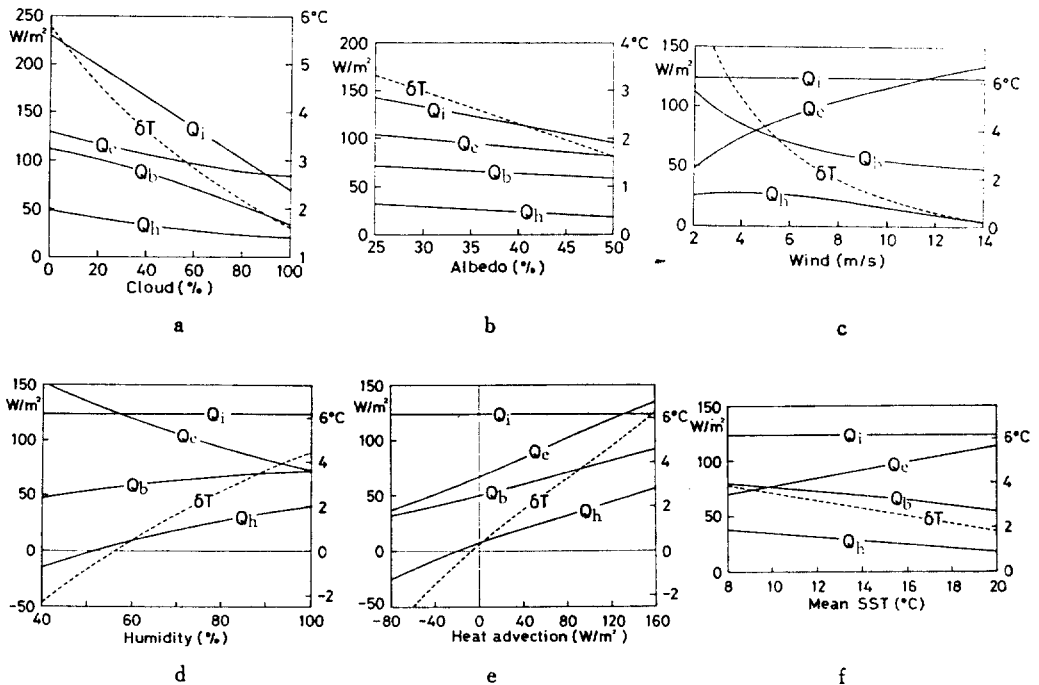 250
W/m²
200
150
100
50
0
6°C
5
4
3
2
1
δT
Qi
Qe
Qb
Qh
0 20 40 60 80 100
Cloud (%)
a
200
W/m²
150
100
50
0
4°C
3
2
1
0
δT
Qi
Qe
Qb
Qh
25 30 35 40 45 50
Albedo (%)
b
150
W/m²
100
50
0
6°C
4
2
0
Qi
Qe
Qb
δT
Qh
2 4 6 8 10 12 14
Wind (m/s)
c
150
W/m²
100
50
0
-50
6°C
4
2
0
-2
Qi
Qe
Qb
δT
Qh
40 60 80 100
Humidity (%)
d
150
W/m²
100
50
0
-50
6°C
4
2
0
-2
Qi
Qe
Qb
δT
Qh
-80 -40 0 40 80 120 160
Heat advection (W/m²)
e
150
W/m²
100
50
0
6°C
4
2
0
Qi
Qe
Qb
δT
Qh
8 10 12 14 16 18 20
Mean SST (°C)
f